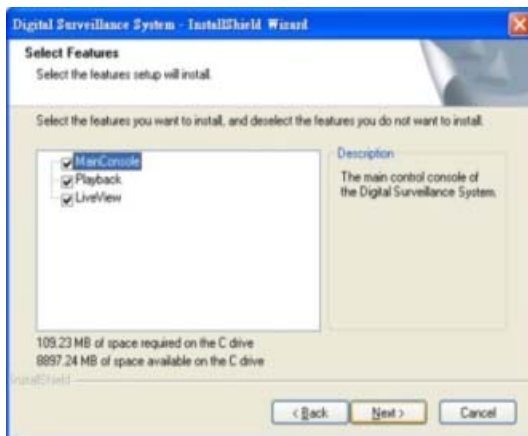 Digital Surveillance System - InstallShield Wizard
Select Features
Select the features setup will install.
Select the features you want to install, and deselect the features you do not want to install.
MainConsole
Playback
LiveView
Description
The main control console of
the Digital Surveillance System.
109.23 MB of space required on the C drive
8897.24 MB of space available on the C drive
InstallShield
< Back
Next >
Cancel